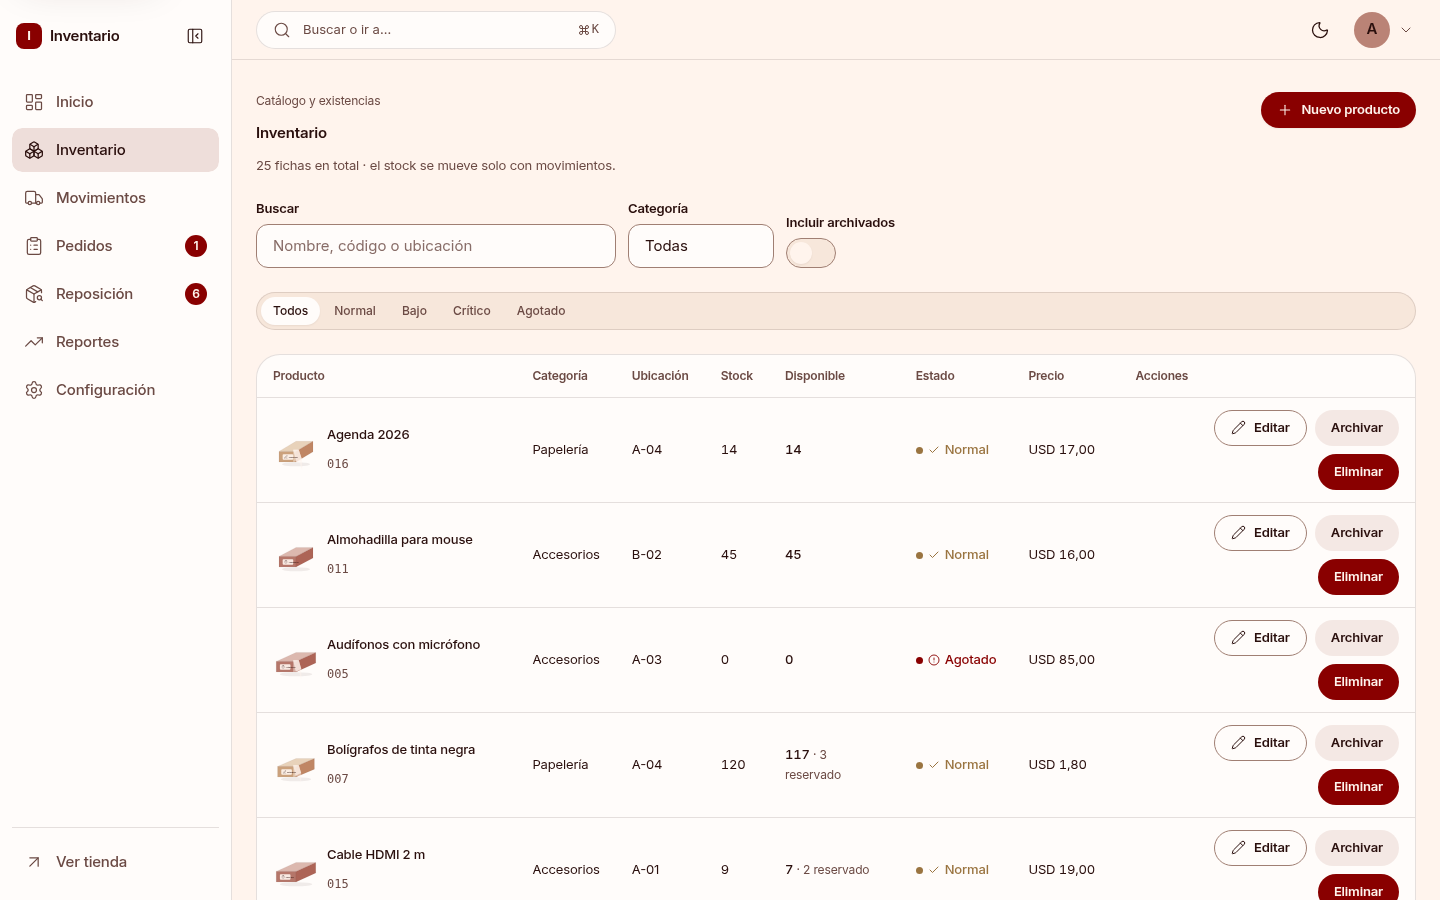 I Inventario
Inicio
Inventario
Movimientos
Pedidos 1
Reposición 6
Reportes
Configuración
Ver tienda
Buscar o ir a... ⌘K
A
Catálogo y existencias
Inventario
25 fichas en total · el stock se mueve solo con movimientos.
Nuevo producto
Buscar
Nombre, código o ubicación
Categoría
Todas
Incluir archivados
Todos Normal Bajo Crítico Agotado
Producto Categoría Ubicación Stock Disponible Estado Precio Acciones
Agenda 2026
016
Papelería A-04 14 14 Normal USD 17,00
Editar Archivar
Eliminar
Almohadilla para mouse
011
Accesorios B-02 45 45 Normal USD 16,00
Editar Archivar
Eliminar
Audífonos con micrófono
005
Accesorios A-03 0 0 Agotado USD 85,00
Editar Archivar
Eliminar
Bolígrafos de tinta negra
007
Papelería A-04 120 117 · 3
reservado
Normal USD 1,80
Editar Archivar
Eliminar
Cable HDMI 2 m
015
Accesorios A-01 9 7 · 2 reservado Normal USD 19,00
Editar Archivar
Eliminar